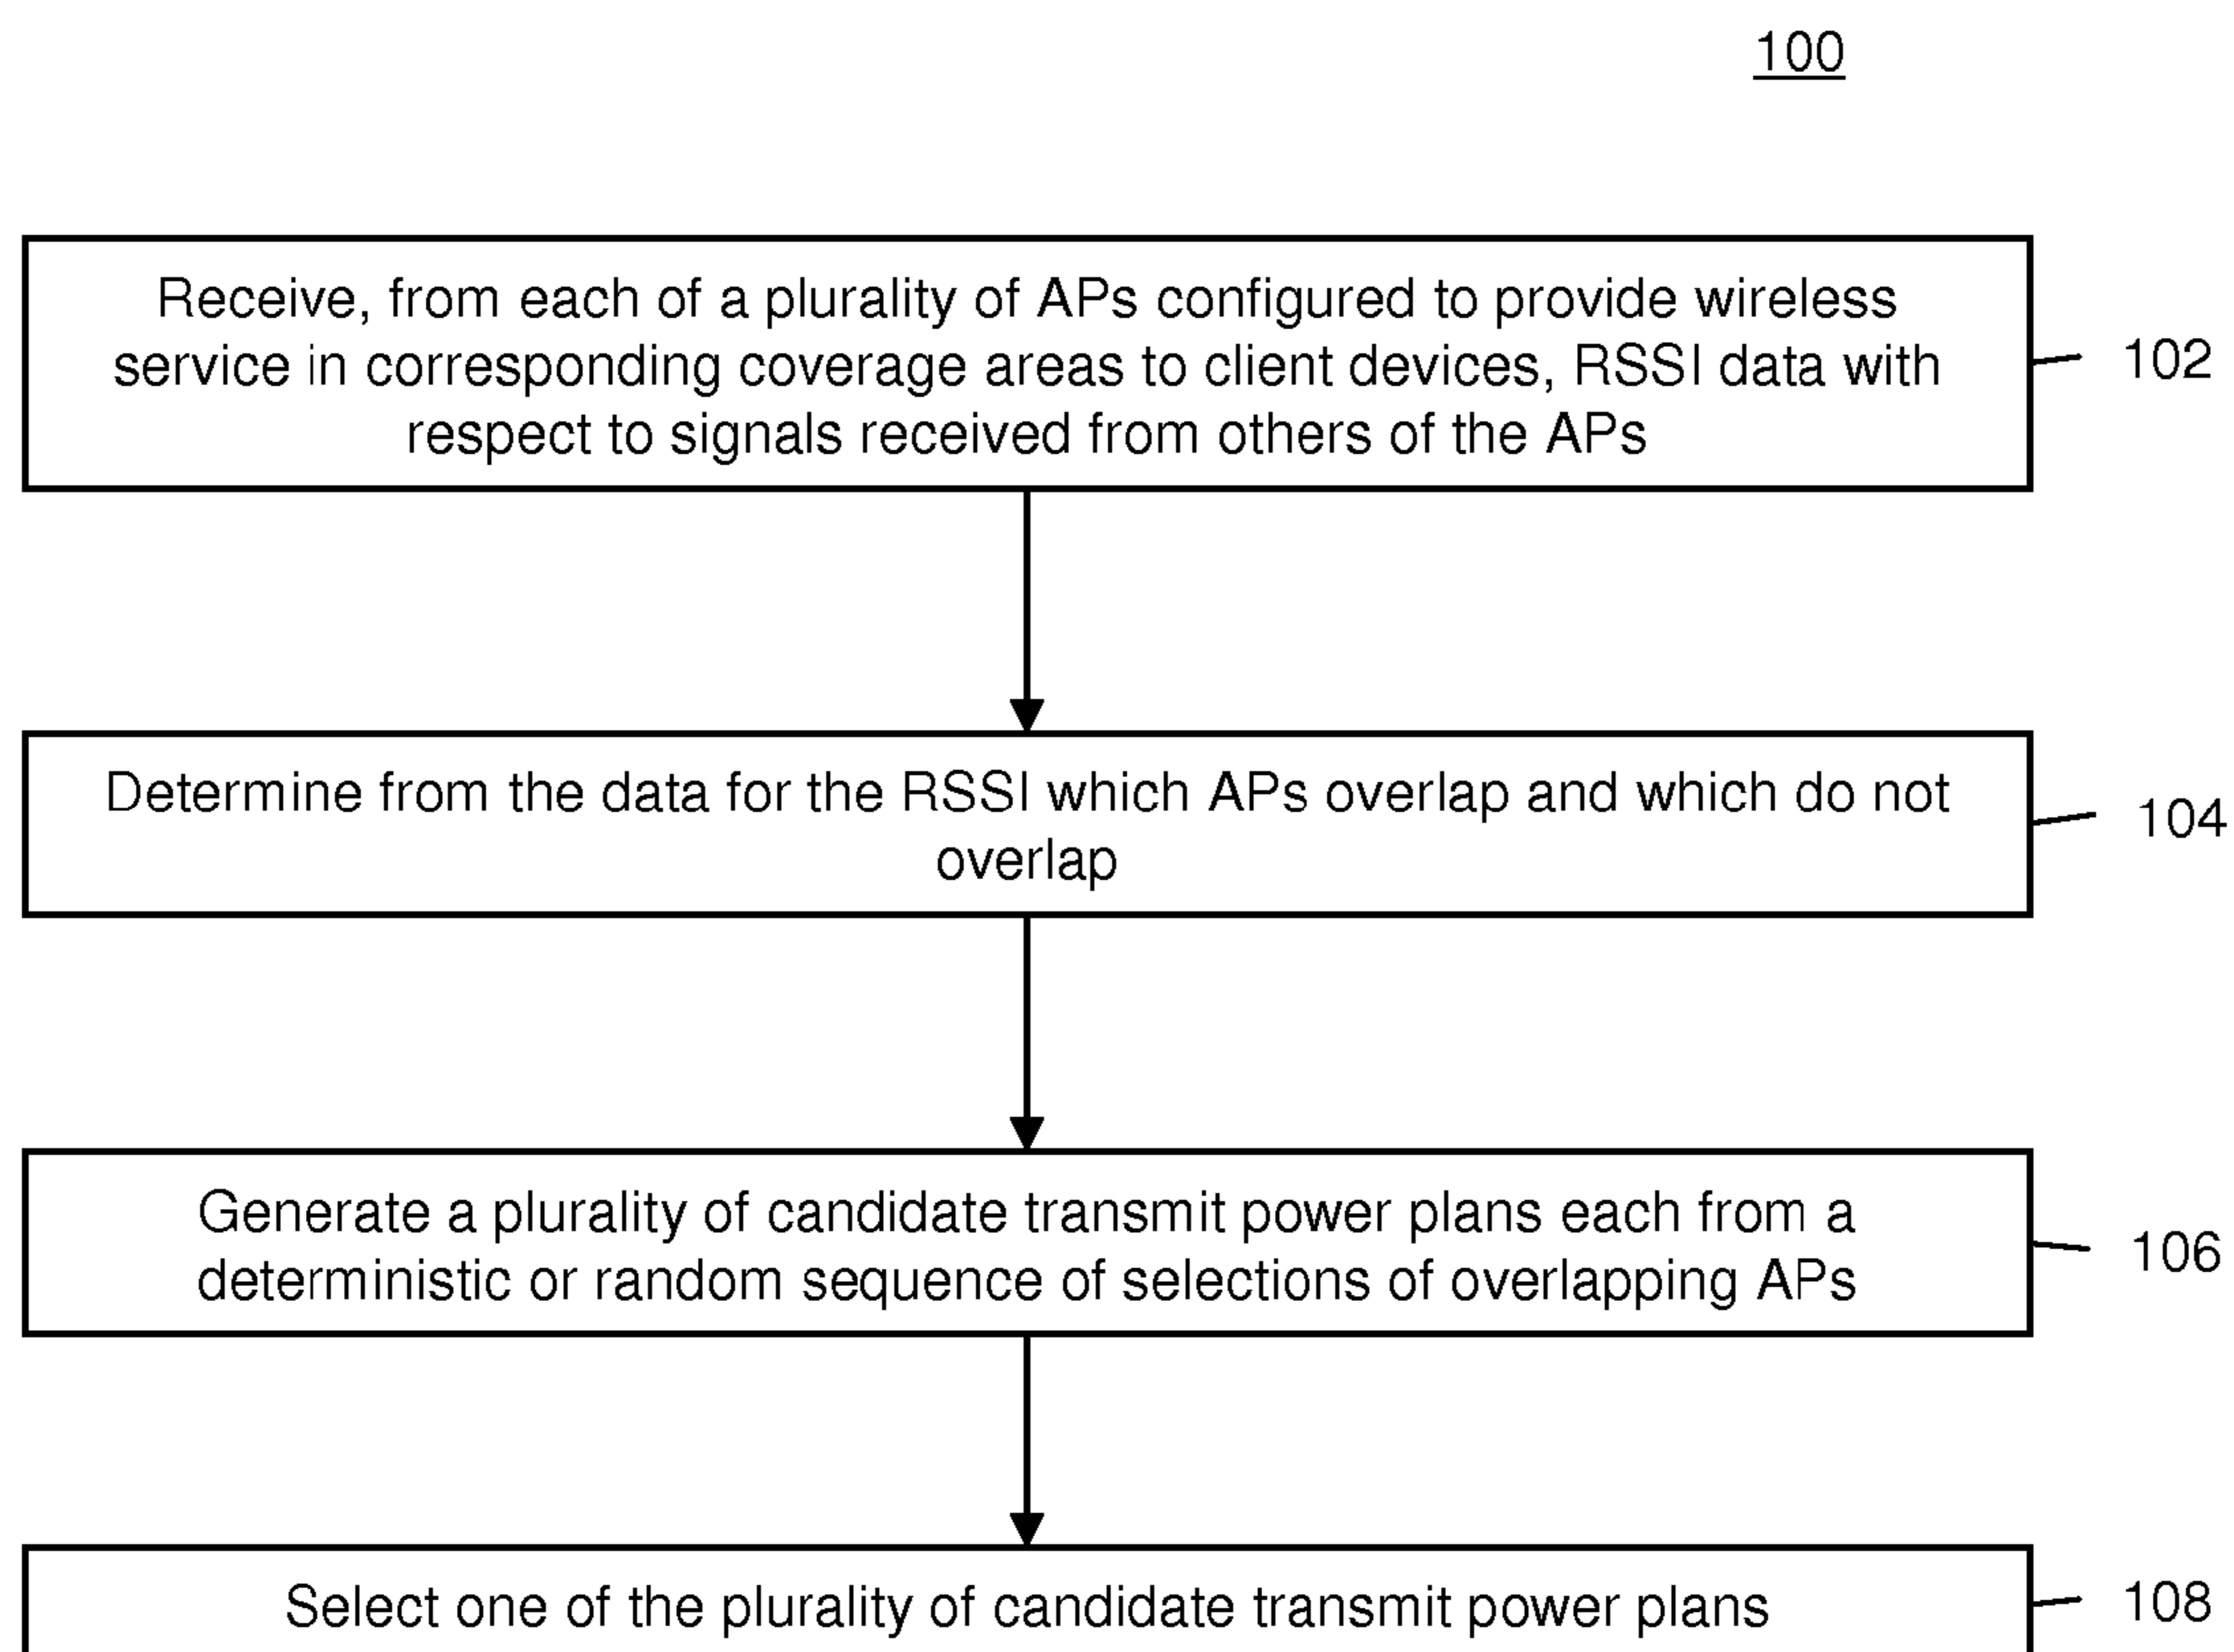 100
Receive, from each of a plurality of APs configured to provide wireless
service in corresponding coverage areas to client devices, RSSI data with
respect to signals received from others of the APs
102
Determine from the data for the RSSI which APs overlap and which do not
overlap
104
Generate a plurality of candidate transmit power plans each from a
deterministic or random sequence of selections of overlapping APs
106
Select one of the plurality of candidate transmit power plans
108